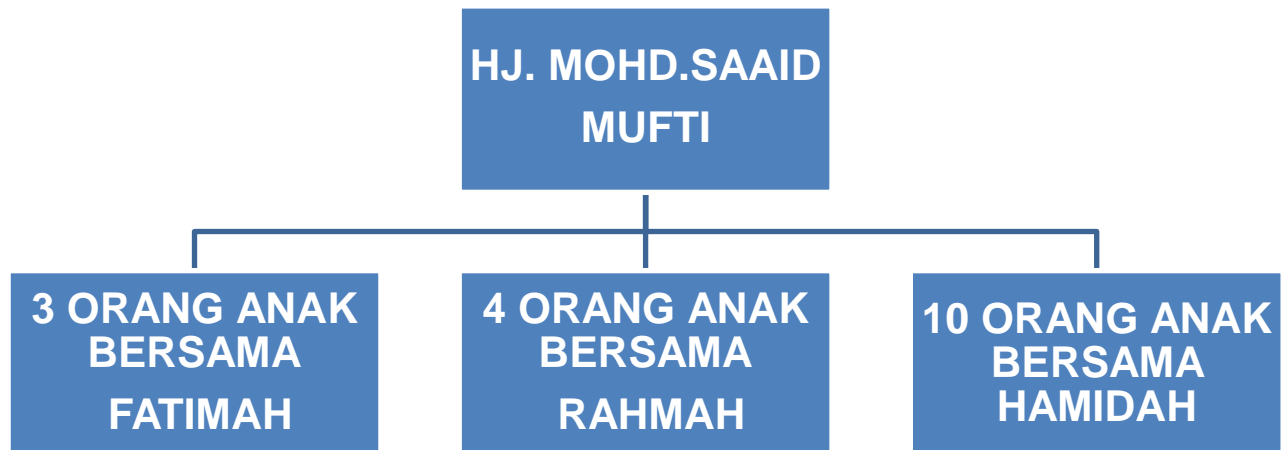 HJ. MOHD.SAAID
MUFTI
3 ORANG ANAK
BERSAMA
FATIMAH
4 ORANG ANAK
BERSAMA
RAHMAH
10 ORANG ANAK
BERSAMA
HAMIDAH